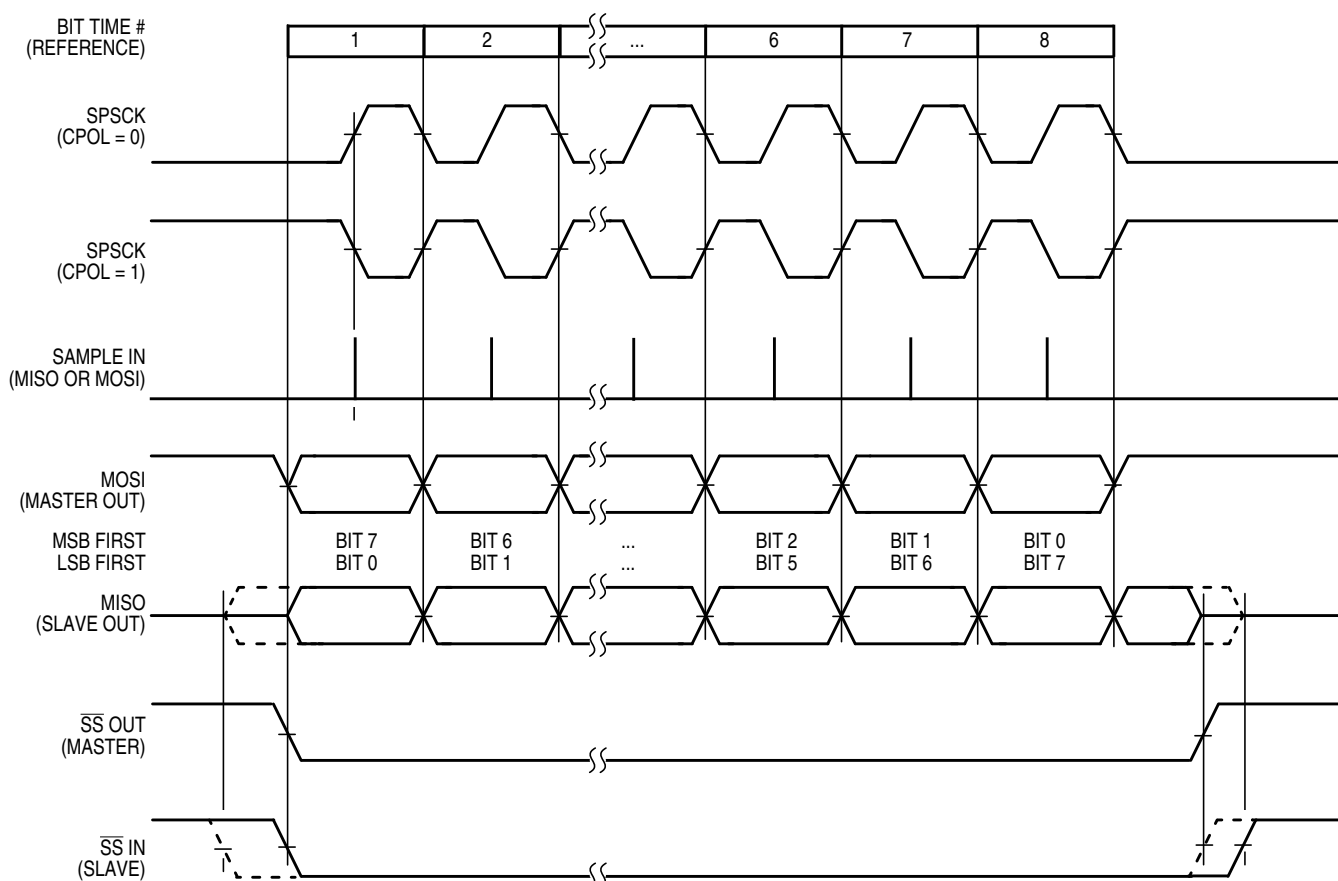 BIT TIME #
(REFERENCE)
1 2 ... 6 7 8
SPSCK
(CPOL = 0)
SPSCK
(CPOL = 1)
SAMPLE IN
(MISO OR MOSI)
MOSI
(MASTER OUT)
MSB FIRST BIT 7 BIT 6 ... BIT 2 BIT 1 BIT 0
LSB FIRST BIT 0 BIT 1 ... BIT 5 BIT 6 BIT 7
MISO
(SLAVE OUT)
S̅S̅ OUT
(MASTER)
S̅S̅ IN
(SLAVE)